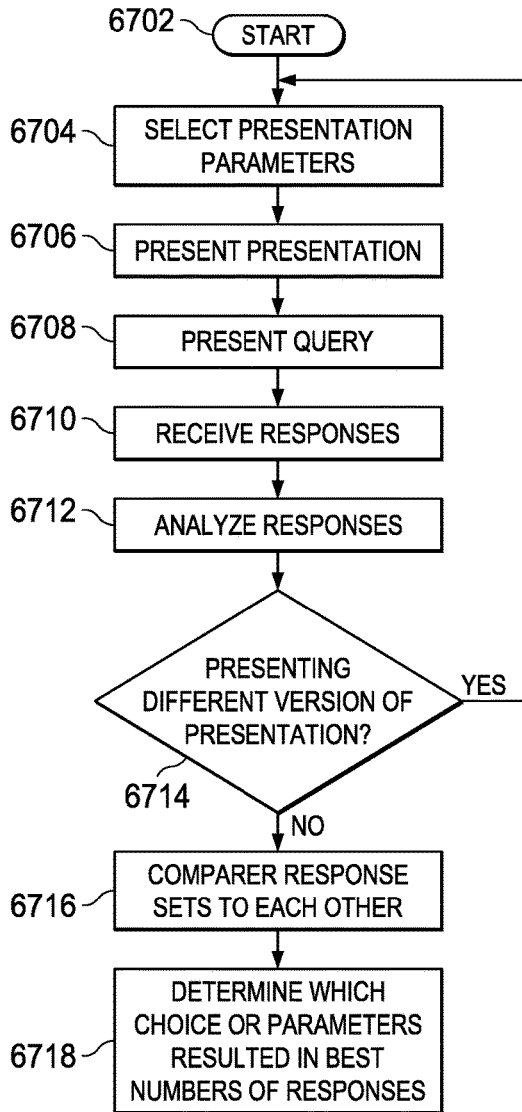 6702
START
6704
SELECT PRESENTATION
PARAMETERS
6706
PRESENT PRESENTATION
6708
PRESENT QUERY
6710
RECEIVE RESPONSES
6712
ANALYZE RESPONSES
PRESENTING
DIFFERENT VERSION OF
PRESENTATION?
YES
6714
NO
6716
COMPARER RESPONSE
SETS TO EACH OTHER
6718
DETERMINE WHICH
CHOICE OR PARAMETERS
RESULTED IN BEST
NUMBERS OF RESPONSES